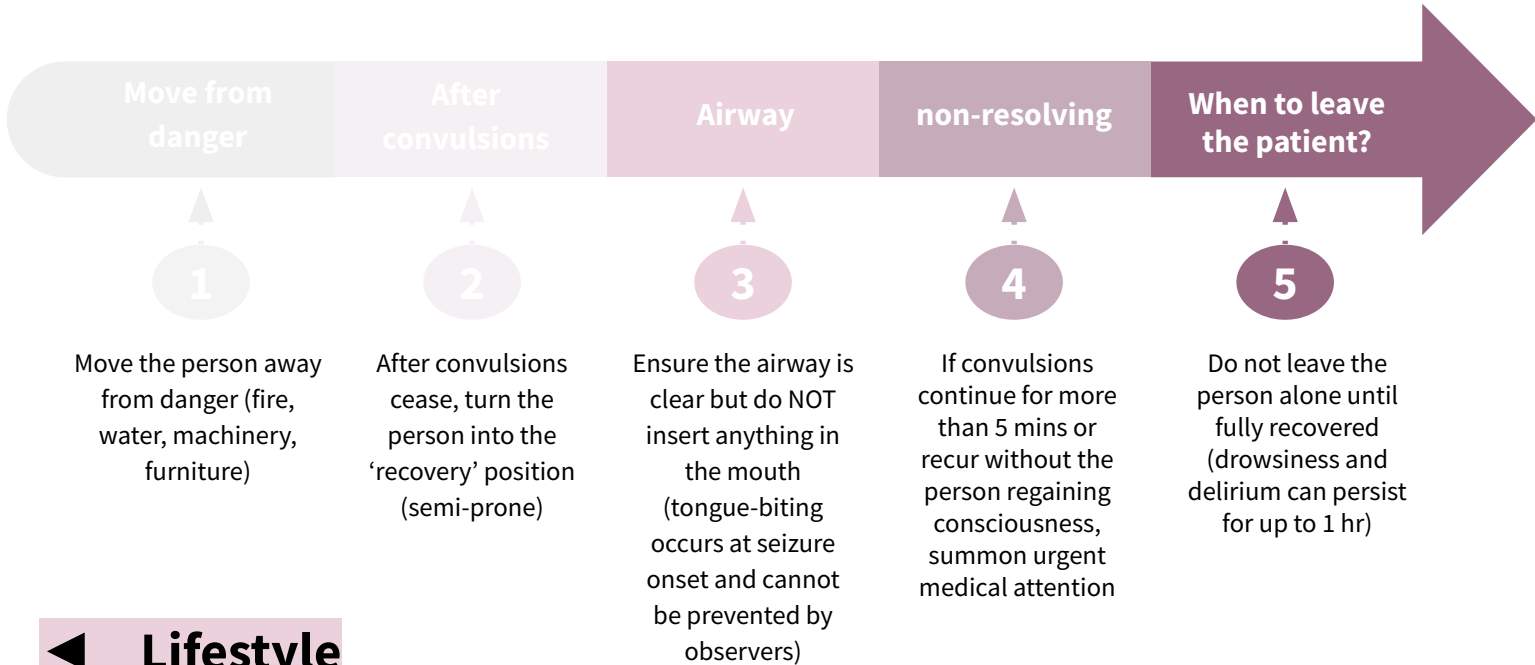 Move from
danger
After
convulsions
Airway
non-resolving
When to leave
the patient?
1
2
3
4
5
Move the person away
from danger (fire,
water, machinery,
furniture)
After convulsions
cease, turn the
person into the
‘recovery’ position
(semi-prone)
Ensure the airway is
clear but do NOT
insert anything in
the mouth
(tongue-biting
occurs at seizure
onset and cannot
be prevented by
observers)
If convulsions
continue for more
than 5 mins or
recur without the
person regaining
consciousness,
summon urgent
medical attention
Do not leave the
person alone until
fully recovered
(drowsiness and
delirium can persist
for up to 1 hr)
Lifestyle